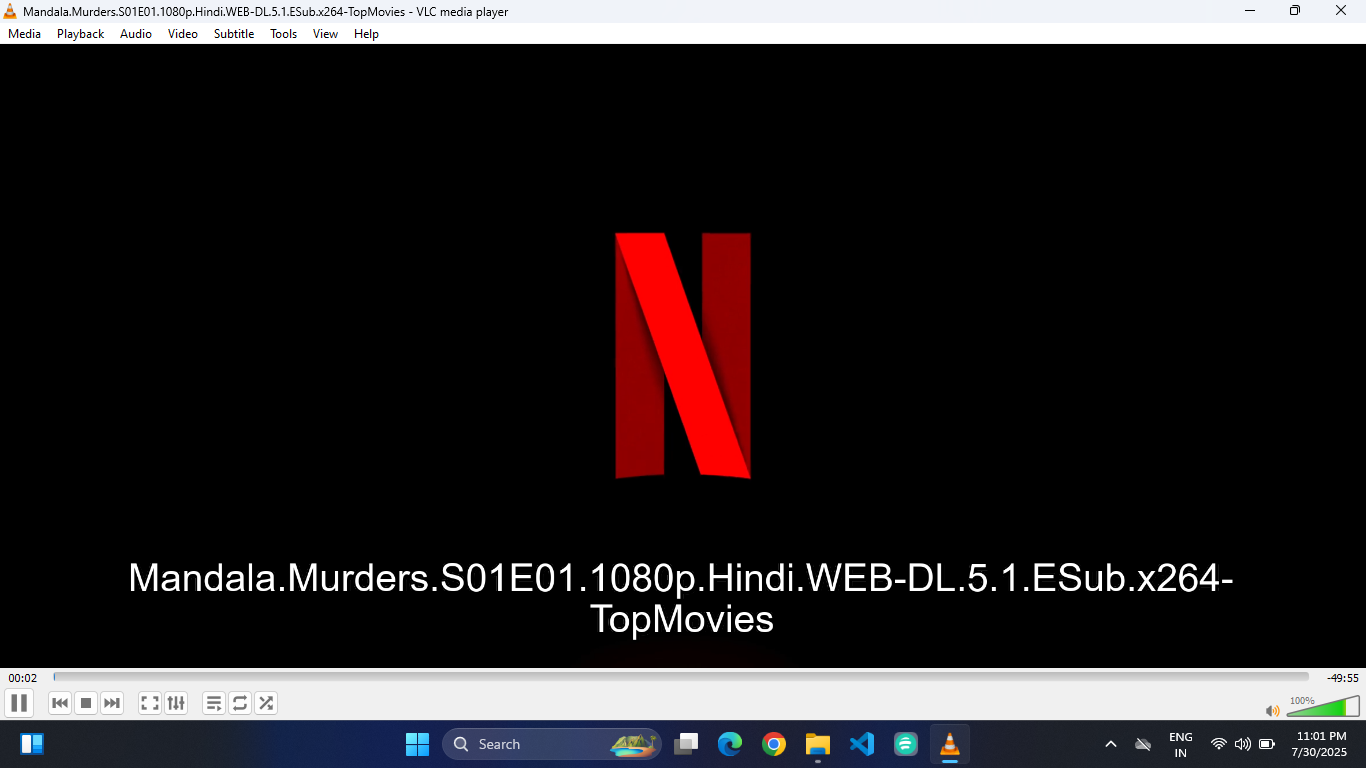 Mandala.Murders.S01E01.1080p.Hindi.WEB-DL.5.1.ESub.x264-TopMovies - VLC media player
Media Playback Audio Video Subtitle Tools View Help
N
Mandala.Murders.S01E01.1080p.Hindi.WEB-DL.5.1.ESub.x264-
TopMovies
00:02 -49:55
100%
Search
ENG
IN
11:01 PM
7/30/2025